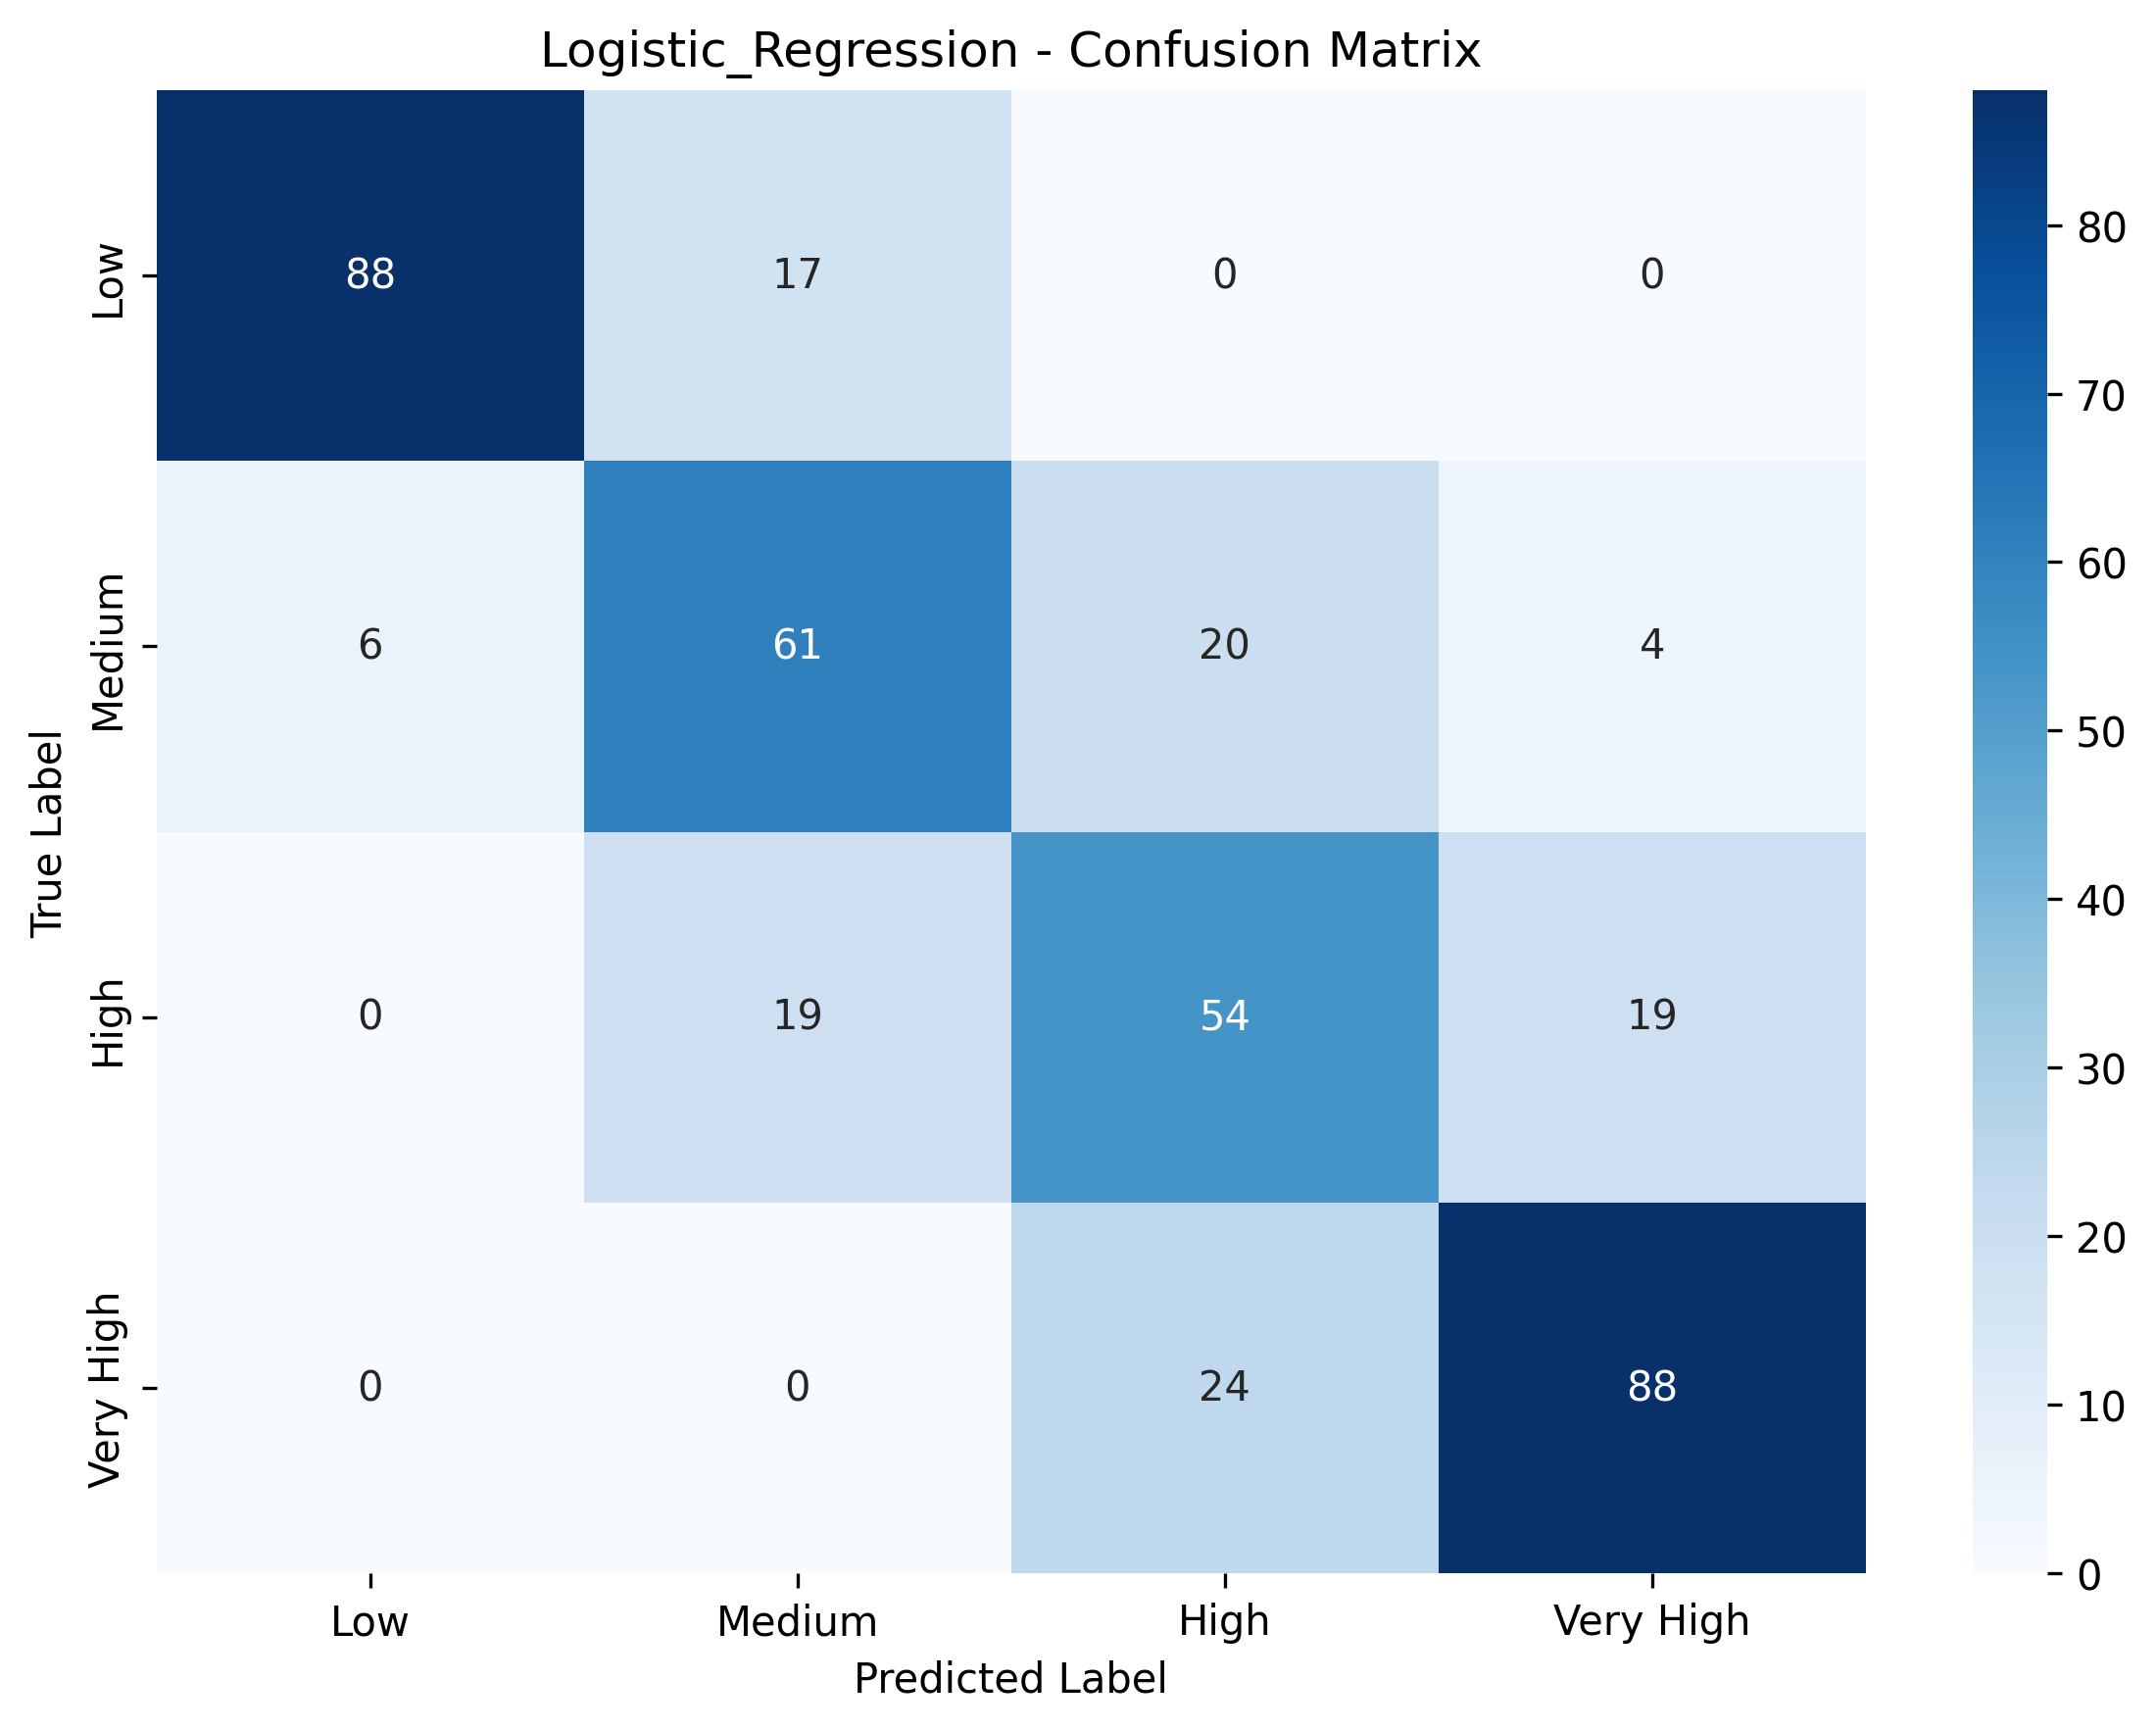 Logistic_Regression - Confusion Matrix
True Label
Low 88 17 0 0
Medium 6 61 20 4
High 0 19 54 19
Very High 0 0 24 88
Low Medium High Very High
Predicted Label
80
70
60
50
40
30
20
10
0